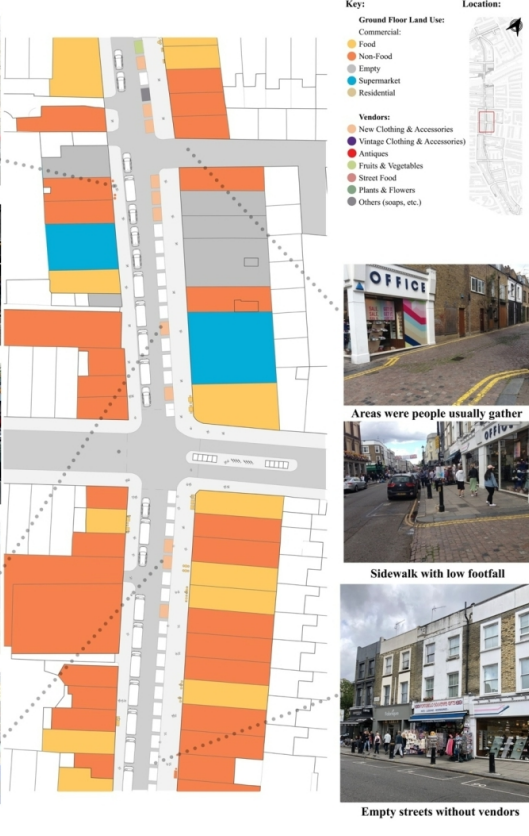 Key:
Location:
Ground Floor Land Use:
Commercial:
Food
Non-Food
Empty
Supermarket
Residential
Vendors:
New Clothing & Accessories
Vintage Clothing & Accessories)
Antiques
Fruits & Vegetables
Street Food
Plants & Flowers
Others (soaps, etc.)
OFFICE
Areas were people usually gather
OFFIC
Sidewalk with low footfall
Empty streets without vendors